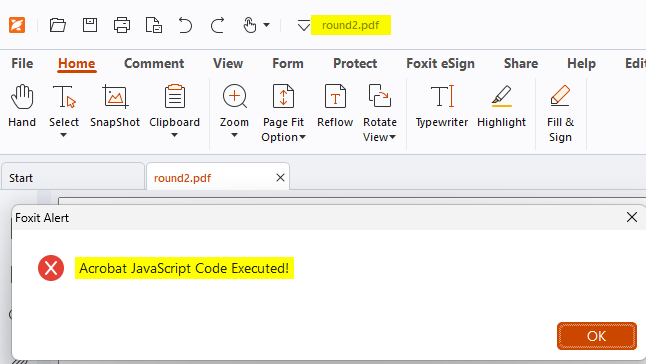 round2.pdf
File Home Comment View Form Protect Foxit eSign Share Help Edi
Hand Select SnapShot Clipboard Zoom Page Fit Option Reflow Rotate View Typewriter Highlight Fill & Sign
Start round2.pdf
Foxit Alert
Acrobat JavaScript Code Executed!
OK